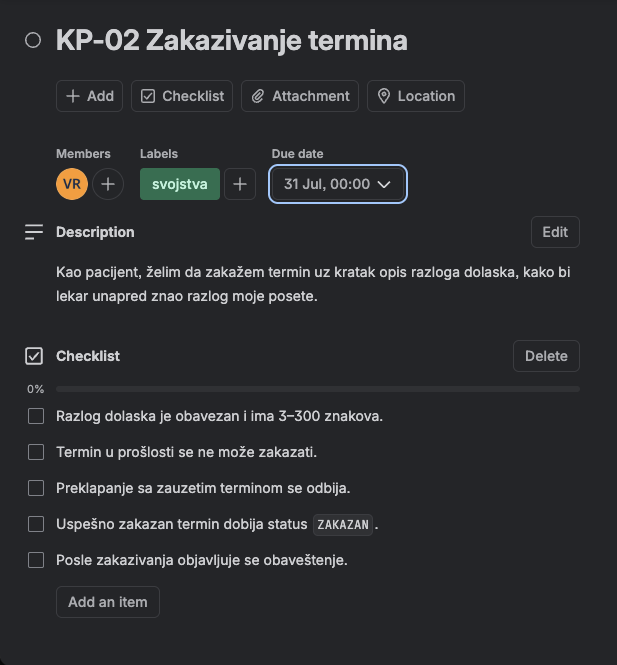 KP-02 Zakazivanje termina
Add
Checklist
Attachment
Location
Members
Labels
Due date
VR
svojstva
31 Jul, 00:00
Description
Edit
Kao pacijent, želim da zakažem termin uz kratak opis razloga dolaska, kako bi
lekar unapred znao razlog moje posete.
Checklist
Delete
0%
Razlog dolaska je obavezan i ima 3–300 znakova.
Termin u prošlosti se ne može zakazati.
Preklapanje sa zauzetim terminom se odbija.
Uspešno zakazan termin dobija status ZAKAZAN.
Posle zakazivanja objavljuje se obaveštenje.
Add an item